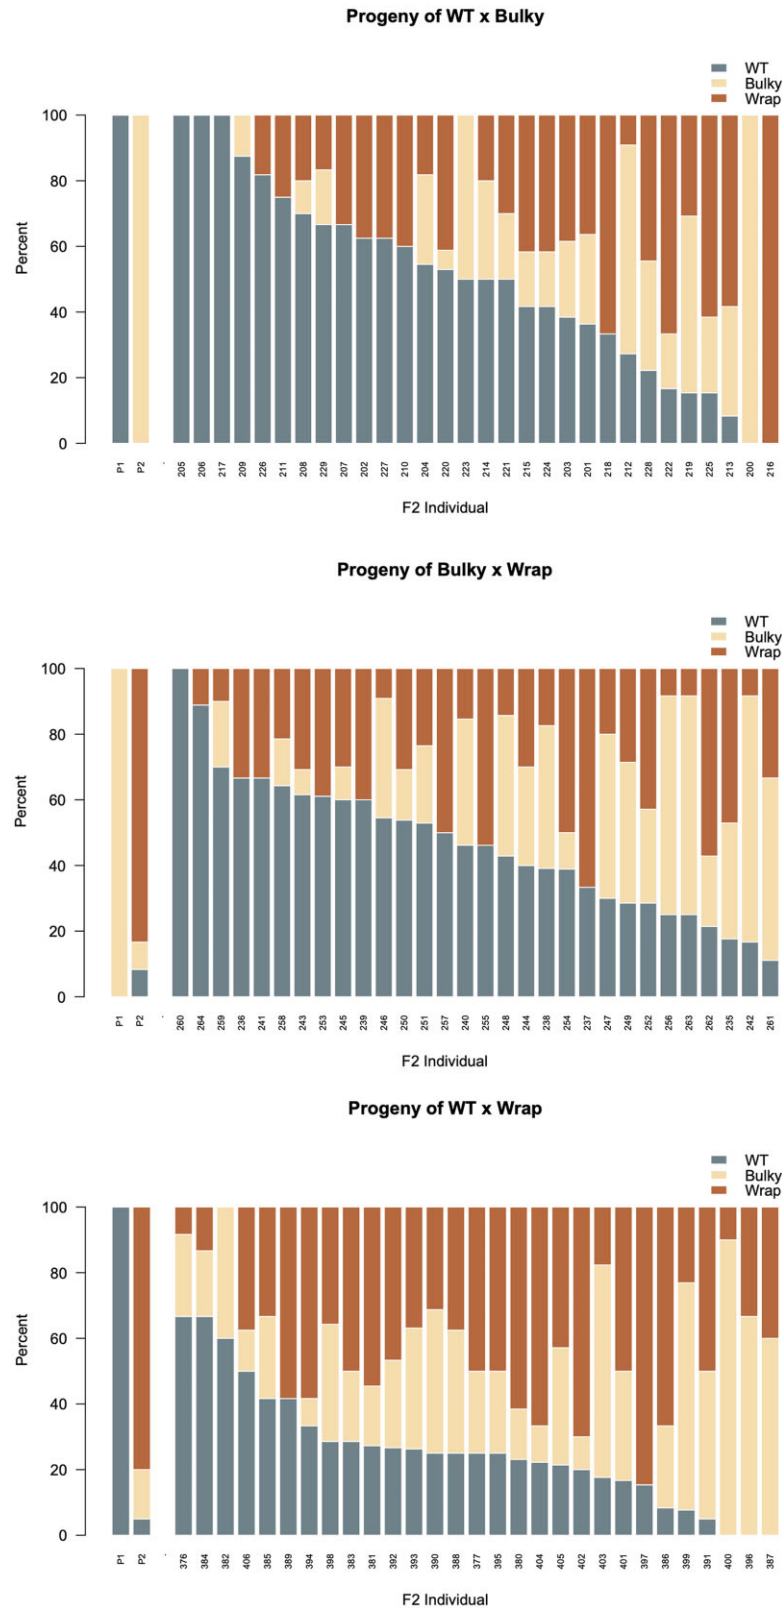 Progeny of WT x Bulky
WT
Bulky
Wrap
100
80
60
40
20
0
Percent
P1 P2 205 206 217 209 226 211 208 229 207 202 227 210 204 220 223 214 221 215 224 203 201 218 212 228 222 219 225 213 200 216
F2 Individual
Progeny of Bulky x Wrap
WT
Bulky
Wrap
100
80
60
40
20
0
Percent
P1 P2 260 264 259 236 241 258 243 253 245 239 246 250 251 257 240 255 248 244 238 254 237 247 249 252 256 263 262 235 242 261
F2 Individual
Progeny of WT x Wrap
WT
Bulky
Wrap
100
80
60
40
20
0
Percent
P1 P2 376 384 382 406 385 389 394 398 383 381 392 393 390 388 377 395 380 404 405 402 403 401 397 386 399 391 400 396 387
F2 Individual